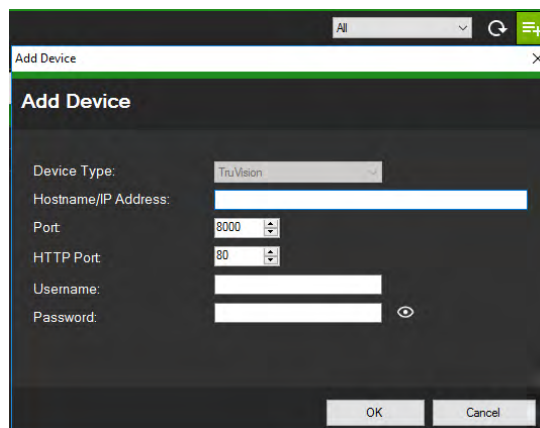 All
Add Device
Add Device
Device Type:
TruVision
Hostname/IP Address:
Port:
8000
HTTP Port:
80
Username:
Password:
OK
Cancel